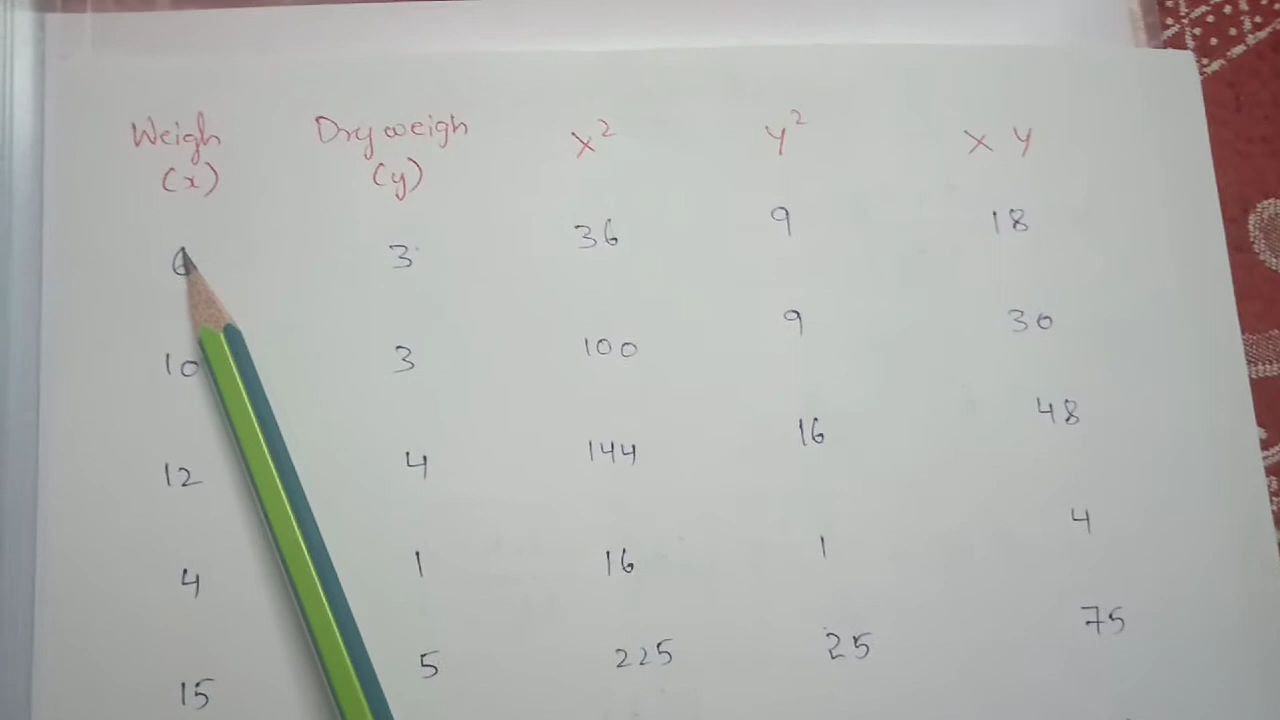 Weigh (x) Dry weigh (y) x² y² x y
6 3 36 9 18
10 3 100 9 30
12 4 144 16 48
4 1 16 1 4
15 5 225 25 75